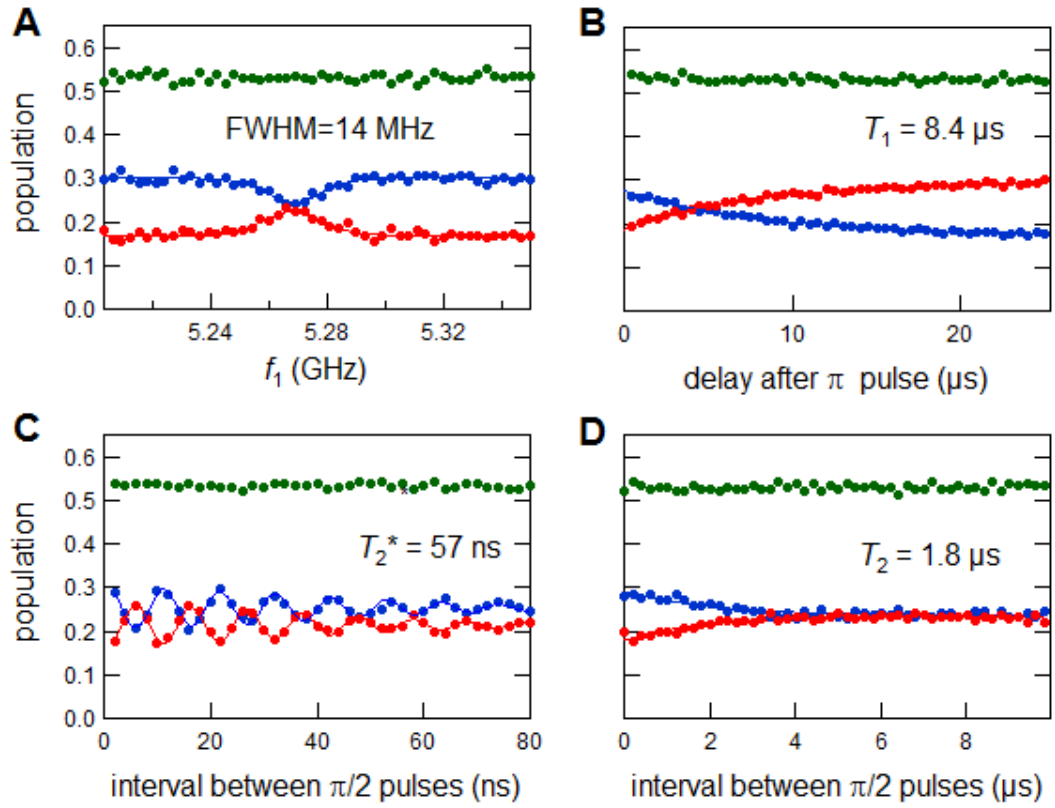 A
population
0.6
0.5
0.4
0.3
0.2
0.1
0.0
FWHM=14 MHz
5.24
5.28
5.32
f1 (GHz)
B
T1 = 8.4 µs
0
10
20
delay after π pulse (µs)
C
population
0.6
0.5
0.4
0.3
0.2
0.1
0.0
*
T2* = 57 ns
0
20
40
60
80
interval between π/2 pulses (ns)
D
T2 = 1.8 µs
0
2
4
6
8
interval between π/2 pulses (µs)